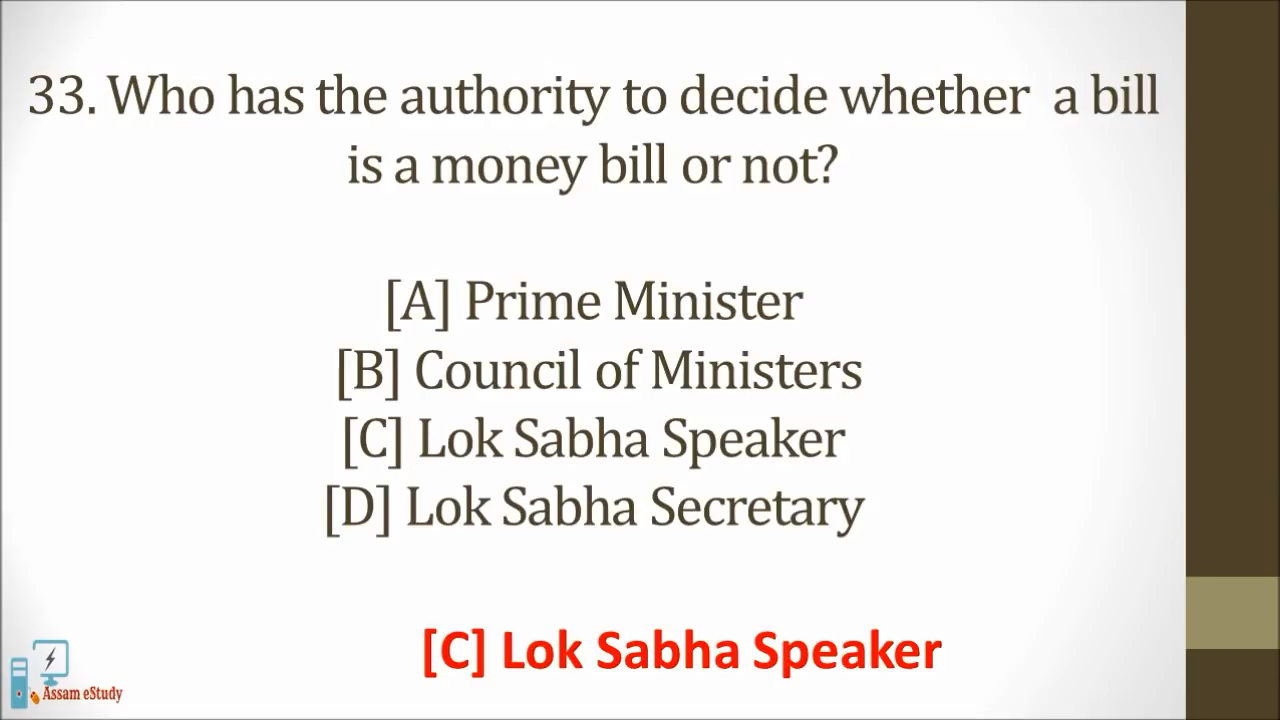 33. Who has the authority to decide whether a bill
is a money bill or not?
[A] Prime Minister
[B] Council of Ministers
[C] Lok Sabha Speaker
[D] Lok Sabha Secretary
[C] Lok Sabha Speaker
Assam eStudy